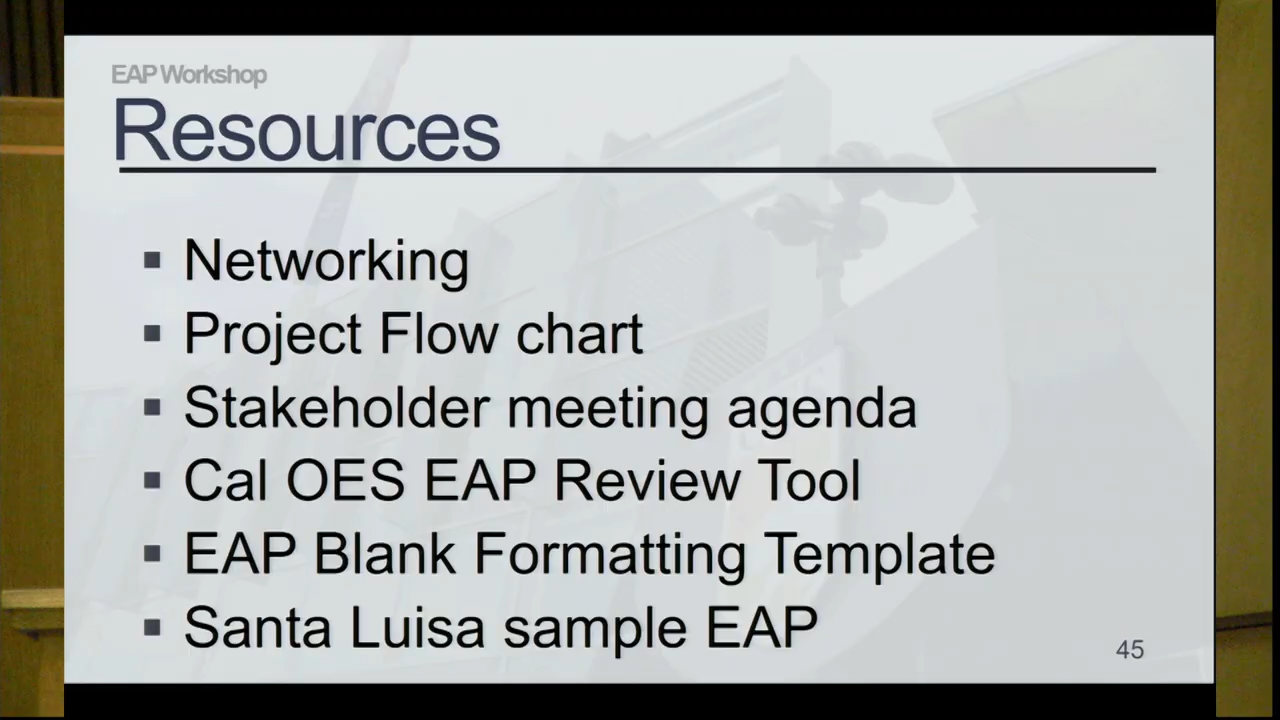 EAP Workshop
Resources
Networking
Project Flow chart
Stakeholder meeting agenda
Cal OES EAP Review Tool
EAP Blank Formatting Template
Santa Luisa sample EAP
45